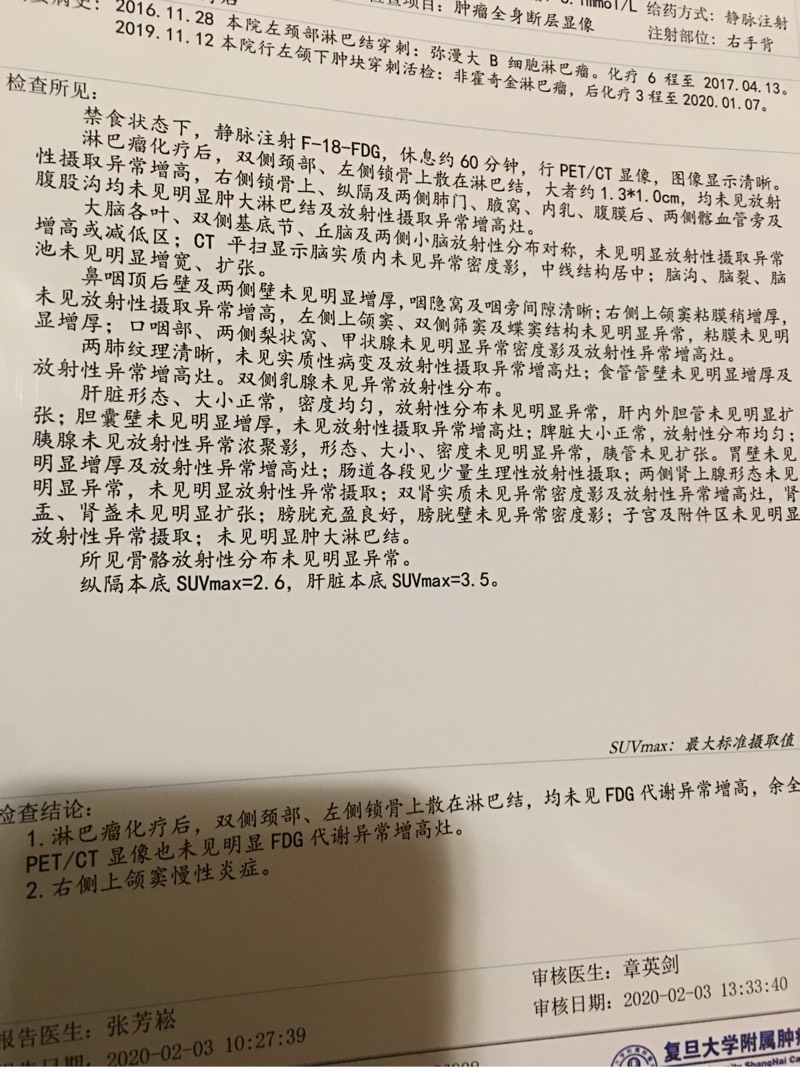 病史：2016.11.28 本院左颈部淋巴结穿刺：弥漫大 B 细胞淋巴瘤。化疗 6 程至 2017.04.13。
2019.11.12 本院行左颌下肿块穿刺活检：非霍奇金淋巴瘤，后化疗 3 程至 2020.01.07。
检查项目：肿瘤全身断层显像
mmol/L 给药方式：静脉注射
注射部位：右手背
检查所见：
禁食状态下，静脉注射 F-18-FDG，休息约 60 分钟，行 PET/CT 显像，图像显示清晰。
淋巴瘤化疗后，双侧颈部、左侧锁骨上散在淋巴结，大者约 1.3*1.0cm，均未见放射
性摄取异常增高，右侧锁骨上、纵隔及两侧肺门、腋窝、内乳、腹膜后、两侧髂血管旁及
腹股沟均未见明显肿大淋巴结及放射性摄取异常增高灶。
大脑各叶、双侧基底节、丘脑及两侧小脑放射性分布对称，未见明显放射性摄取异常
增高或减低区；CT 平扫显示脑实质内未见异常密度影，中线结构居中；脑沟、脑裂、脑
池未见明显增宽、扩张。
鼻咽顶后壁及两侧壁未见明显增厚，咽隐窝及咽旁间隙清晰；右侧上颌窦粘膜稍增厚，
未见放射性摄取异常增高，左侧上颌窦、双侧筛窦及蝶窦结构未见明显异常，粘膜未见明
显增厚；口咽部、两侧梨状窝、甲状腺未见明显异常密度影及放射性异常增高灶。
两肺纹理清晰，未见实质性病变及放射性摄取异常增高灶；食管管壁未见明显增厚及
放射性异常增高灶。双侧乳腺未见异常放射性分布。
肝脏形态、大小正常，密度均匀，放射性分布未见明显异常，肝内外胆管未见明显扩
张；胆囊壁未见明显增厚，未见放射性摄取异常增高灶；脾脏大小正常，放射性分布均匀；
胰腺未见放射性异常浓聚影，形态、大小、密度未见明显异常，胰管未见扩张。胃壁未见
明显增厚及放射性异常增高灶；肠道各段见少量生理性放射性摄取；两侧肾上腺形态未见
明显异常，未见明显放射性异常摄取；双肾实质未见异常密度影及放射性异常增高灶，肾
盂、肾盏未见明显扩张；膀胱充盈良好，膀胱壁未见异常密度影；子宫及附件区未见明显
放射性异常摄取；未见明显肿大淋巴结。
所见骨骼放射性分布未见明显异常。
纵隔本底 SUVmax=2.6，肝脏本底 SUVmax=3.5。
SUVmax：最大标准摄取值
检查结论：
1.淋巴瘤化疗后，双侧颈部、左侧锁骨上散在淋巴结，均未见 FDG 代谢异常增高，余全
PET/CT 显像也未见明显 FDG 代谢异常增高灶。
2.右侧上颌窦慢性炎症。
审核医生：章英剑
审核日期：2020-02-03 13:33:40
报告医生：张芳崧
报告日期：2020-02-03 10:27:39
复旦大学附属肿
ShangHai Ca